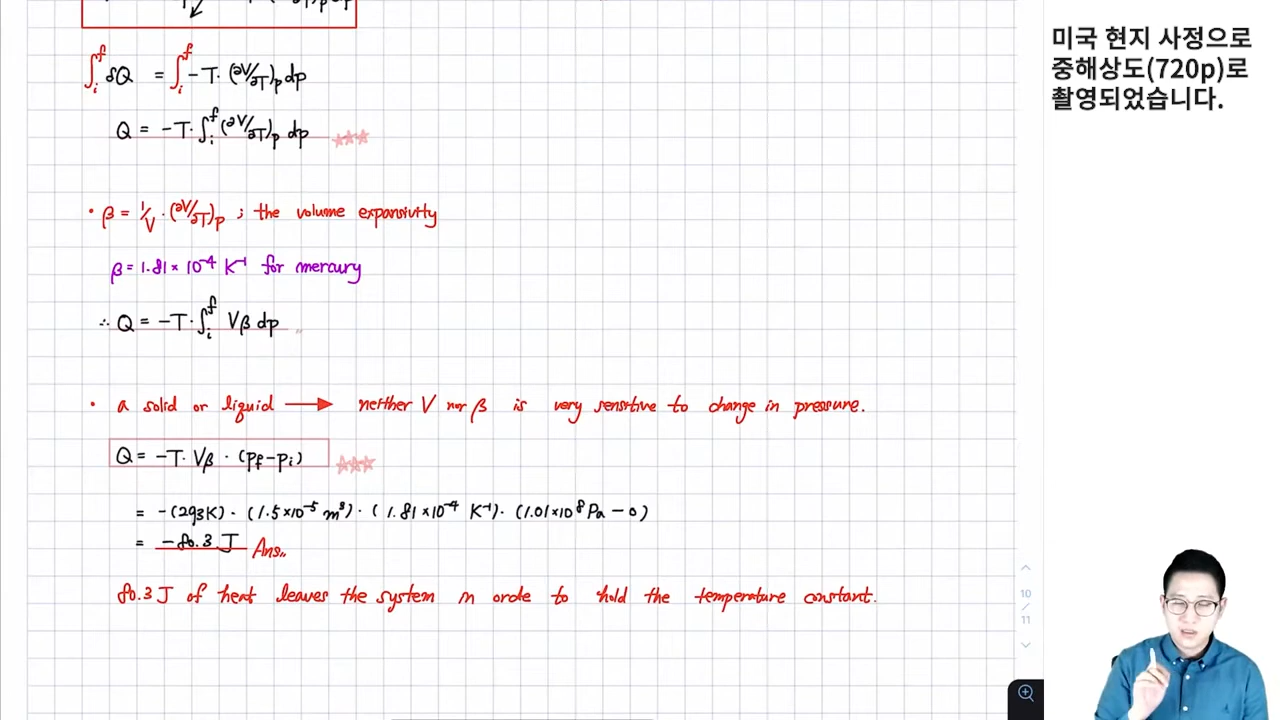 ∫ᵢᶠ δQ = ∫ᵢᶠ -T·(∂V/∂T)ₚ dp
Q = -T·∫ᵢᶠ (∂V/∂T)ₚ dp
• β = 1/V·(∂V/∂T)ₚ ; the volume expansivity
β = 1.81×10⁻⁴ K⁻¹ for mercury
∴ Q = -T·∫ᵢᶠ Vβ dp
• a solid or liquid → neither V nor β is very sensitive to change in pressure.
Q = -T·Vβ·(pf-pi)
= -(293K)·(1.5×10⁻⁵ m³)·(1.81×10⁻⁴ K⁻¹)·(1.01×10⁸ Pa - 0)
= -80.3 J Ans.
80.3 J of heat leaves the system in orde to hold the temperature constant.
미국 현지 사정으로
중해상도(720p)로
촬영되었습니다.
10
/
11